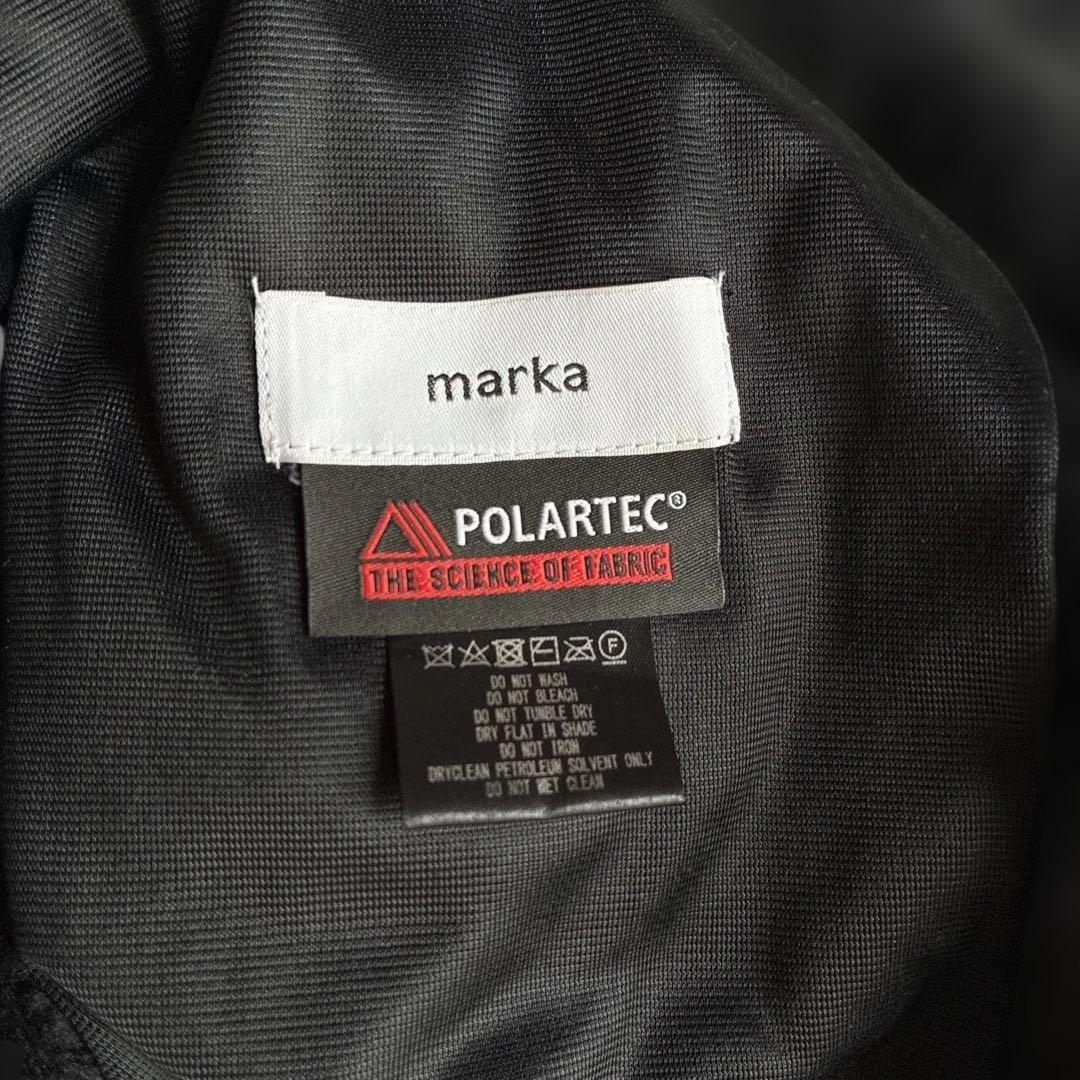 marka
POLARTEC®
THE SCIENCE OF FABRIC
F
DO NOT WASH
DO NOT BLEACH
DO NOT TUMBLE DRY
DRY FLAT IN SHADE
DO NOT IRON
DRYCLEAN PETROLEUM SOLVENT ONLY
DO NOT WET CLEAN